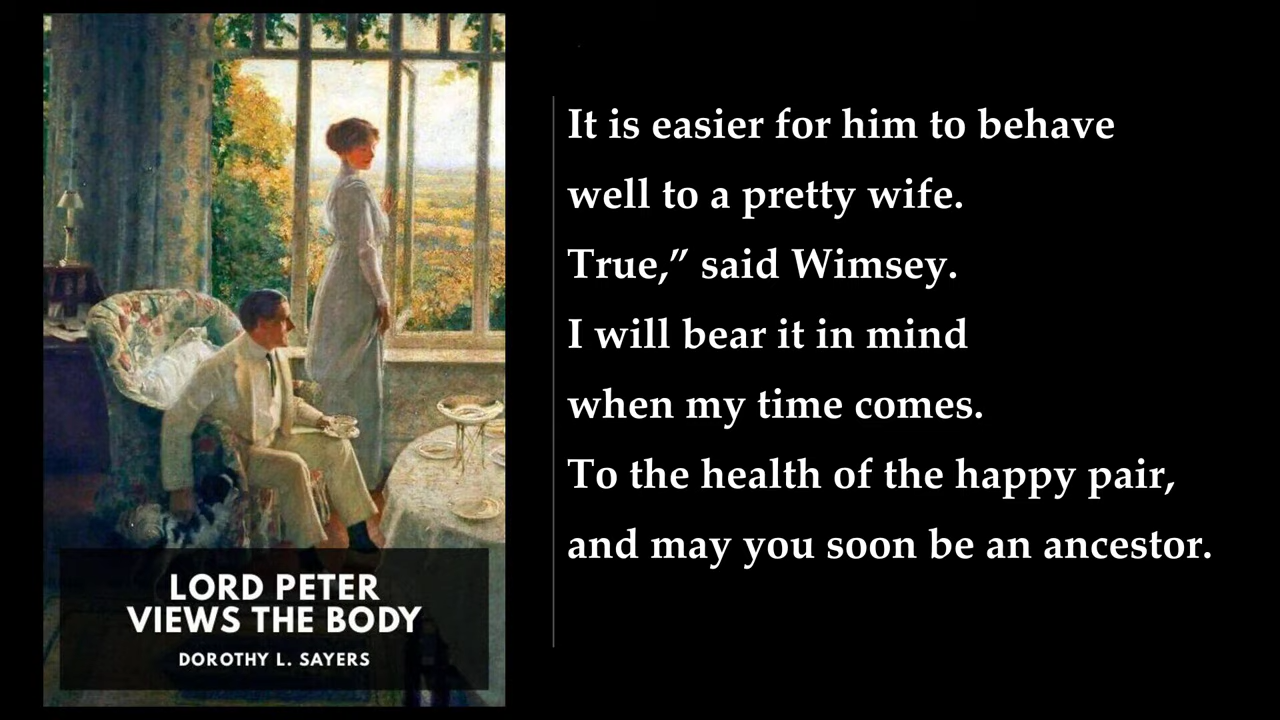 LORD PETER
VIEWS THE BODY
DOROTHY L. SAYERS
It is easier for him to behave
well to a pretty wife.
True,” said Wimsey.
I will bear it in mind
when my time comes.
To the health of the happy pair,
and may you soon be an ancestor.